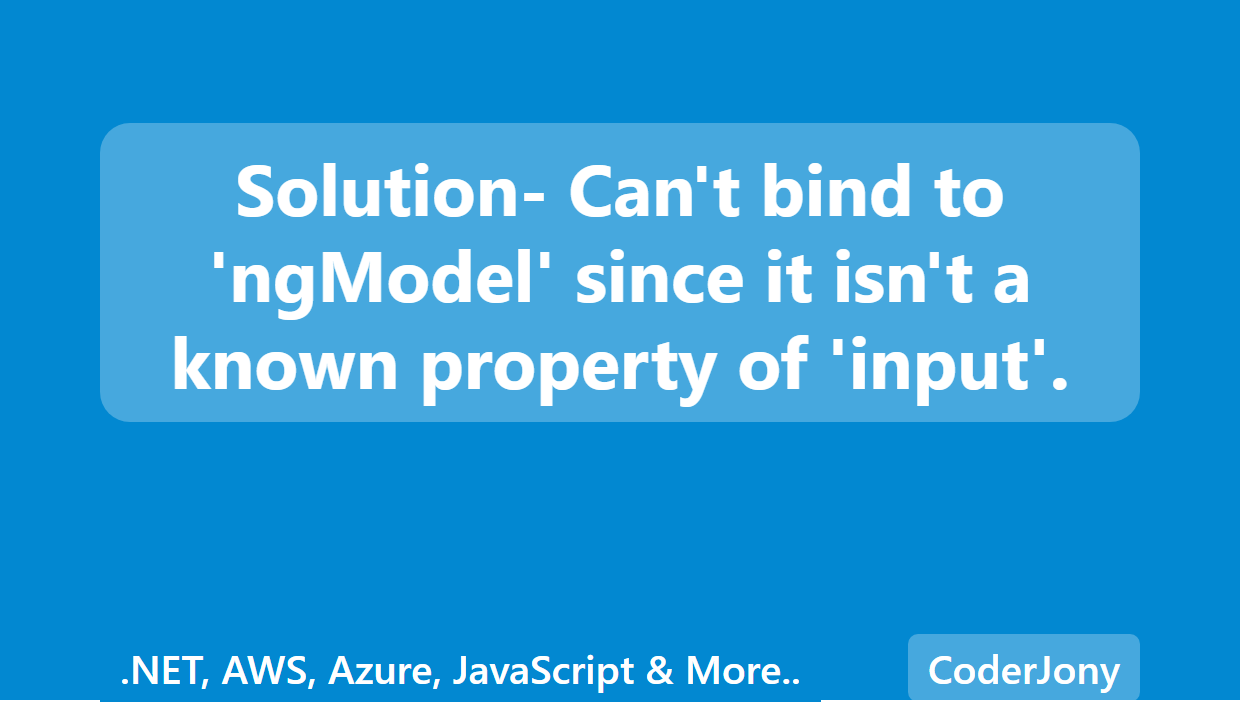 Solution- Can't bind to
'ngModel' since it isn't a
known property of 'input'.
.NET, AWS, Azure, JavaScript & More..
CoderJony